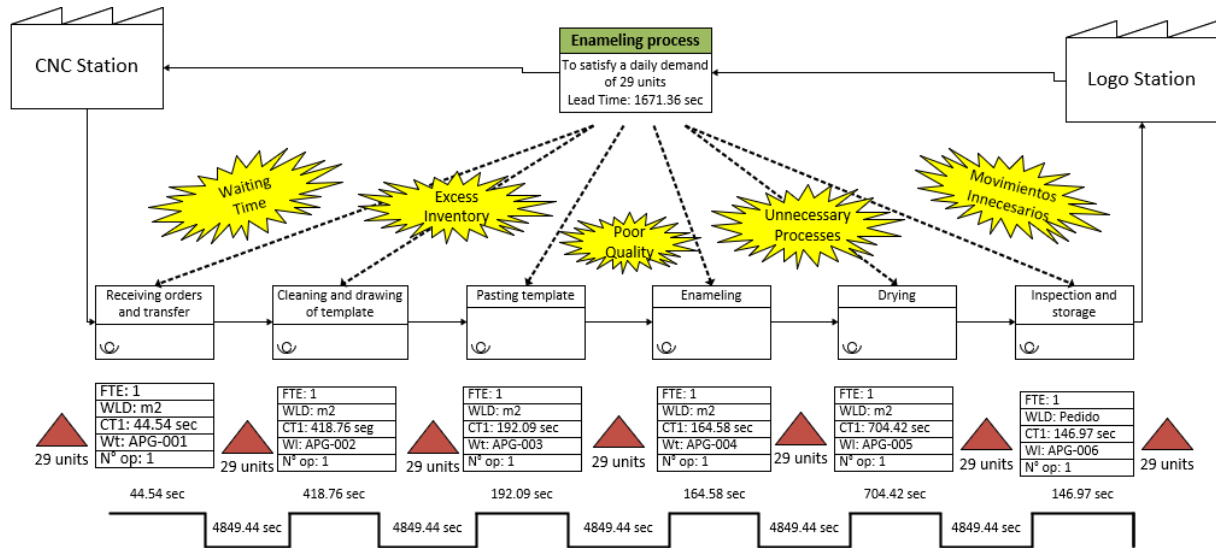 CNC Station
Enameling process
To satisfy a daily demand
of 29 units
Lead Time: 1671.36 sec
Logo Station
Waiting
Time
Excess
Inventory
Poor
Quality
Unnecessary
Processes
Movimientos
Innecesarios
Receiving orders
and transfer
Cleaning and drawing
of template
Pasting template
Enameling
Drying
Inspection and
storage
FTE: 1
WLD: m2
CT1: 44.54 sec
Wt: APG-001
N° op: 1
FTE: 1
WLD: m2
CT1: 418.76 seg
WI: APG-002
N° op: 1
FTE: 1
WLD: m2
CT1: 192.09 sec
Wt: APG-003
N° op: 1
FTE: 1
WLD: m2
CT1: 164.58 sec
Wt: APG-004
N° op: 1
FTE: 1
WLD: m2
CT1: 704.42 sec
WI: APG-005
N° op: 1
FTE: 1
WLD: Pedido
CT1: 146.97 sec
WI: APG-006
N° op: 1
29 units
29 units
29 units
29 units
29 units
29 units
29 units
44.54 sec
418.76 sec
192.09 sec
164.58 sec
704.42 sec
146.97 sec
4849.44 sec
4849.44 sec
4849.44 sec
4849.44 sec
4849.44 sec